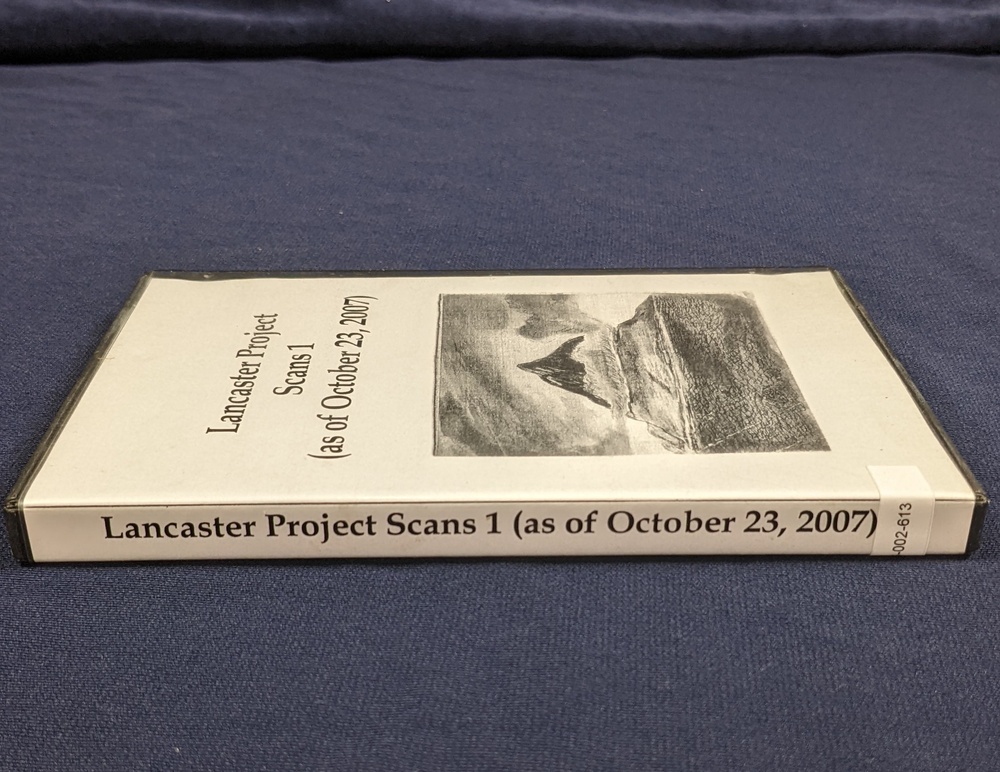 Lancaster Project
Scans 1
(as of October 23, 2007)
Lancaster Project Scans 1 (as of October 23, 2007)
-002-613